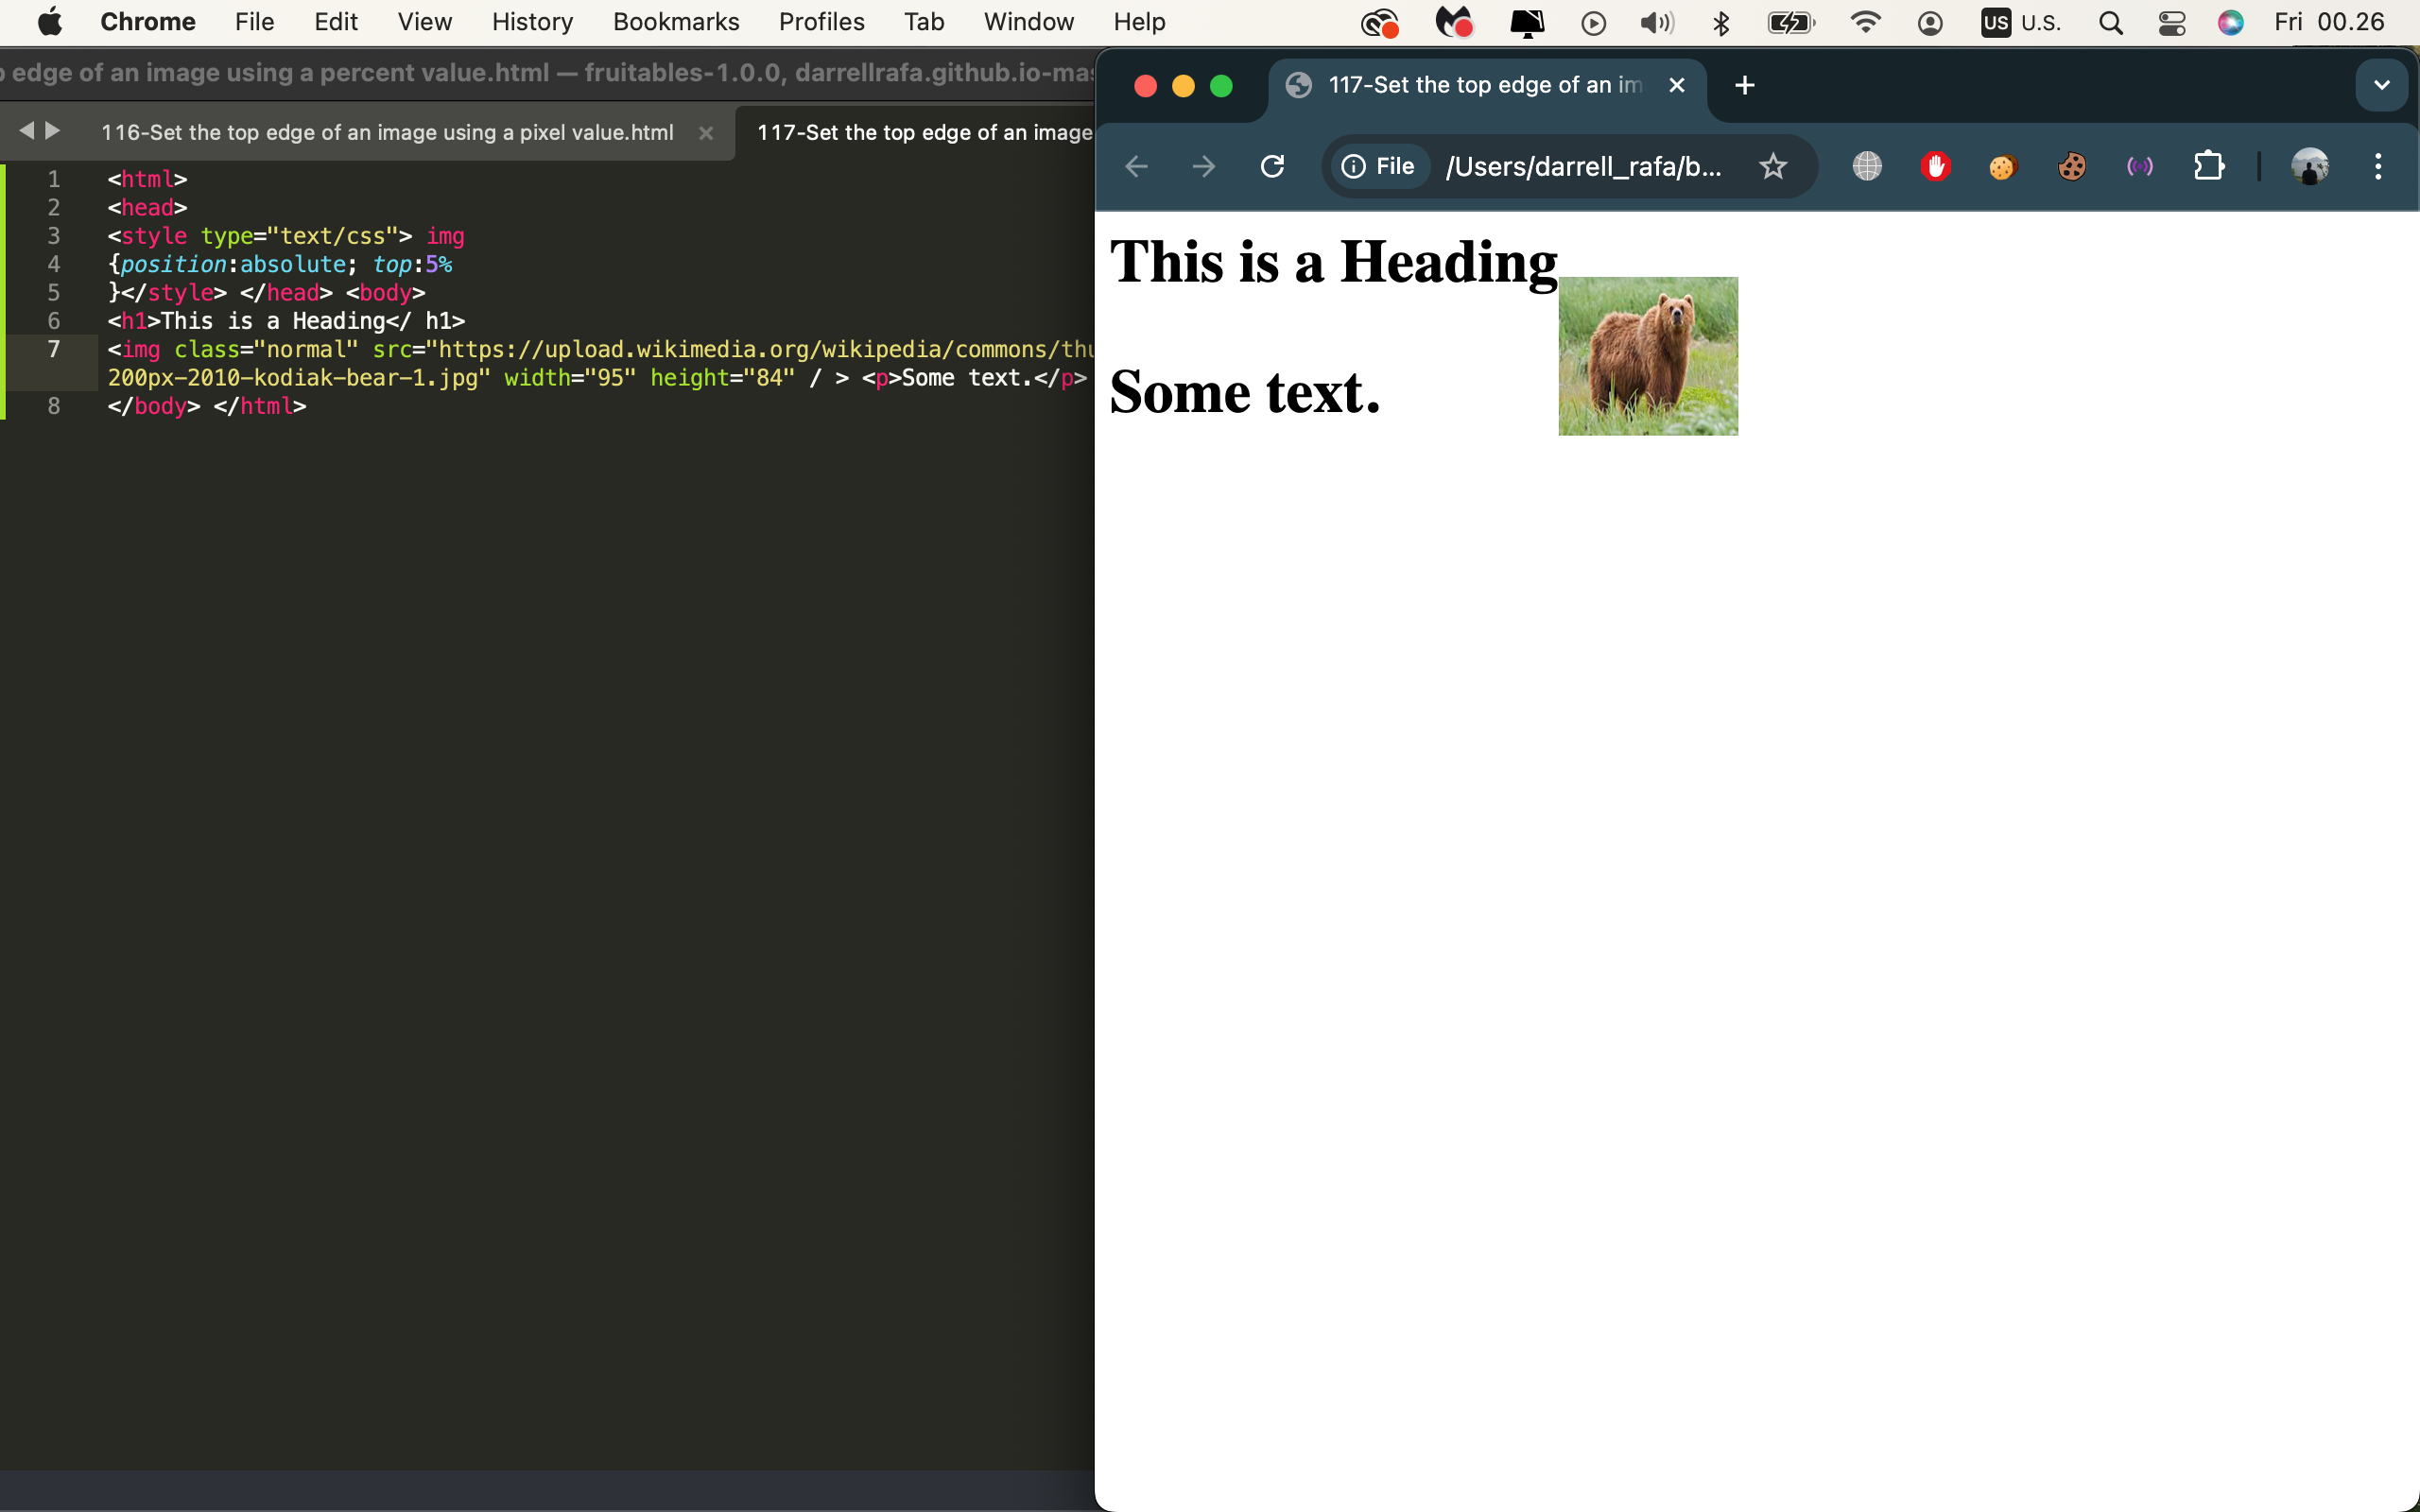 Chrome File Edit View History Bookmarks Profiles Tab Window Help US U.S. Fri 00.26
edge of an image using a percent value.html — fruitables-1.0.0, darrellrafa.github.io-mas
116-Set the top edge of an image using a pixel value.html
117-Set the top edge of an image
1 <html>
2 <head>
3 <style type="text/css"> img
4 {position:absolute; top:5%
5 }</style> </head> <body>
6 <h1>This is a Heading</ h1>
7 <img class="normal" src="https://upload.wikimedia.org/wikipedia/commons/thu
200px-2010-kodiak-bear-1.jpg" width="95" height="84" / > <p>Some text.</p>
8 </body> </html>
117-Set the top edge of an im
File /Users/darrell_rafa/b...
This is a Heading
Some text.